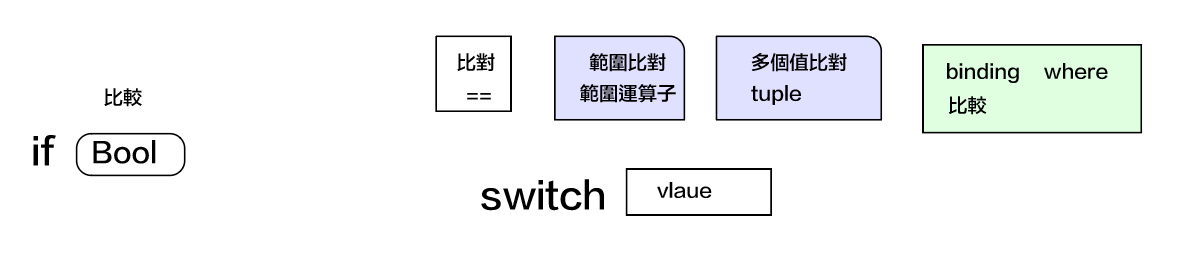 比較
if Bool
比對
==
範圍比對
範圍運算子
多個值比對
tuple
binding where
比較
switch vlaue